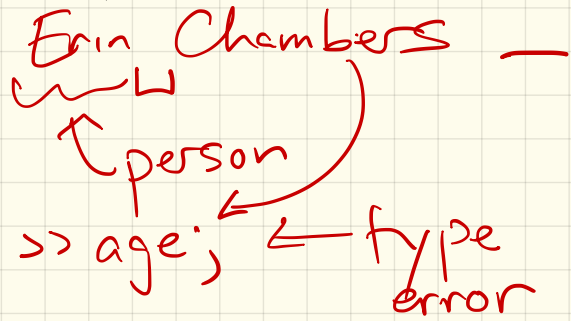 Erin Chambers
person
>> age; ← type
error